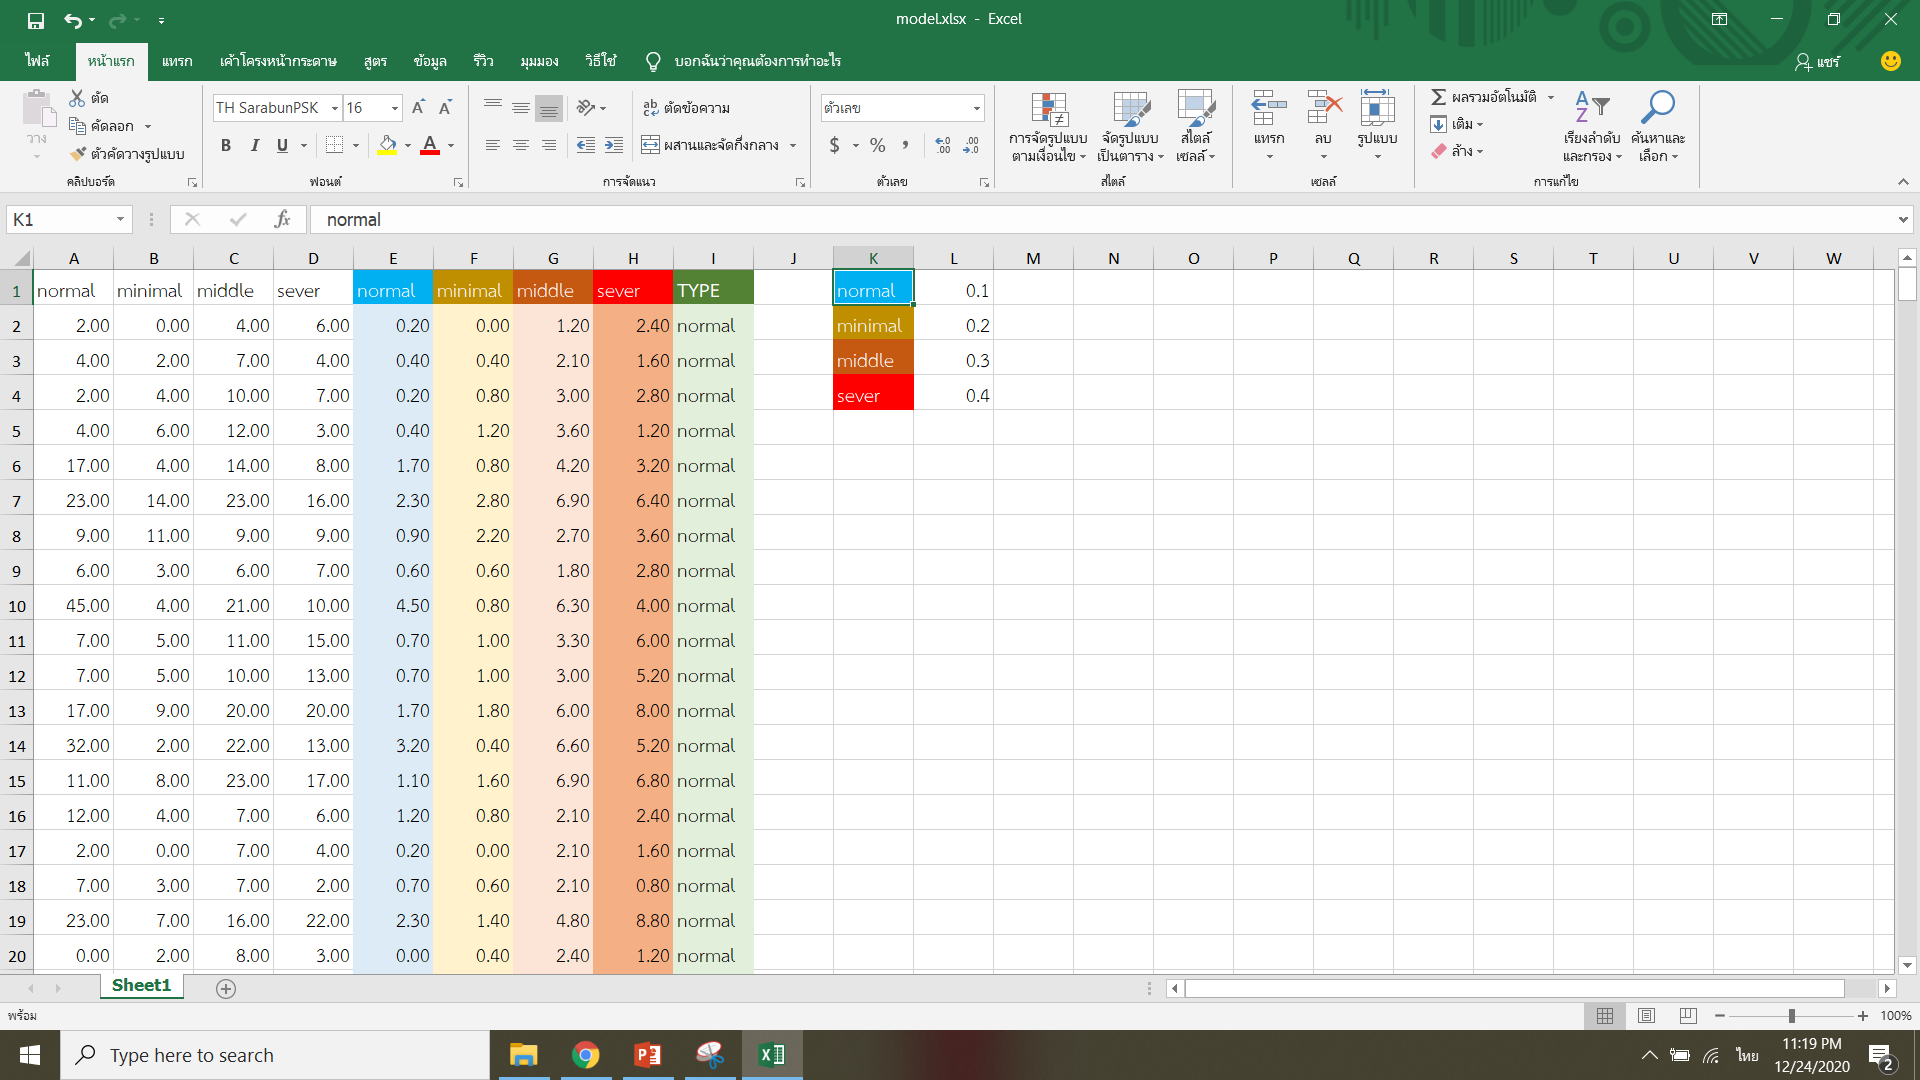 model.xlsx - Excel
ไฟล์ หน้าแรก แทรก เค้าโครงหน้ากระดาษ สูตร ข้อมูล รีวิว มุมมอง วิธีใช้ บอกฉันว่าคุณต้องการทำอะไร แชร์
วาง ตัด คัดลอก ตัวคัดวางรูปแบบ คลิปบอร์ด
TH SarabunPSK 16 B I U A ฟอนต์
ตัดข้อความ ผสานและจัดกึ่งกลาง การจัดแนว
ตัวเลข $ % , ตัวเลข
การจัดรูปแบบตามเงื่อนไข จัดรูปแบบเป็นตาราง สไตล์เซลล์ สไตล์
แทรก ลบ รูปแบบ เซลล์
ผลรวมอัตโนมัติ เติม ล้าง เรียงลำดับและกรอง ค้นหาและเลือก การแก้ไข
K1 fx normal
A B C D E F G H I J K L M N O P Q R S T U V W
1 normal minimal middle sever normal minimal middle sever TYPE normal 0.1
2 2.00 0.00 4.00 6.00 0.20 0.00 1.20 2.40 normal minimal 0.2
3 4.00 2.00 7.00 4.00 0.40 0.40 2.10 1.60 normal middle 0.3
4 2.00 4.00 10.00 7.00 0.20 0.80 3.00 2.80 normal sever 0.4
5 4.00 6.00 12.00 3.00 0.40 1.20 3.60 1.20 normal
6 17.00 4.00 14.00 8.00 1.70 0.80 4.20 3.20 normal
7 23.00 14.00 23.00 16.00 2.30 2.80 6.90 6.40 normal
8 9.00 11.00 9.00 9.00 0.90 2.20 2.70 3.60 normal
9 6.00 3.00 6.00 7.00 0.60 0.60 1.80 2.80 normal
10 45.00 4.00 21.00 10.00 4.50 0.80 6.30 4.00 normal
11 7.00 5.00 11.00 15.00 0.70 1.00 3.30 6.00 normal
12 7.00 5.00 10.00 13.00 0.70 1.00 3.00 5.20 normal
13 17.00 9.00 20.00 20.00 1.70 1.80 6.00 8.00 normal
14 32.00 2.00 22.00 13.00 3.20 0.40 6.60 5.20 normal
15 11.00 8.00 23.00 17.00 1.10 1.60 6.90 6.80 normal
16 12.00 4.00 7.00 6.00 1.20 0.80 2.10 2.40 normal
17 2.00 0.00 7.00 4.00 0.20 0.00 2.10 1.60 normal
18 7.00 3.00 7.00 2.00 0.70 0.60 2.10 0.80 normal
19 23.00 7.00 16.00 22.00 2.30 1.40 4.80 8.80 normal
20 0.00 2.00 8.00 3.00 0.00 0.40 2.40 1.20 normal
Sheet1
พร้อม 100%
Type here to search ไทย 11:19 PM
12/24/2020 2